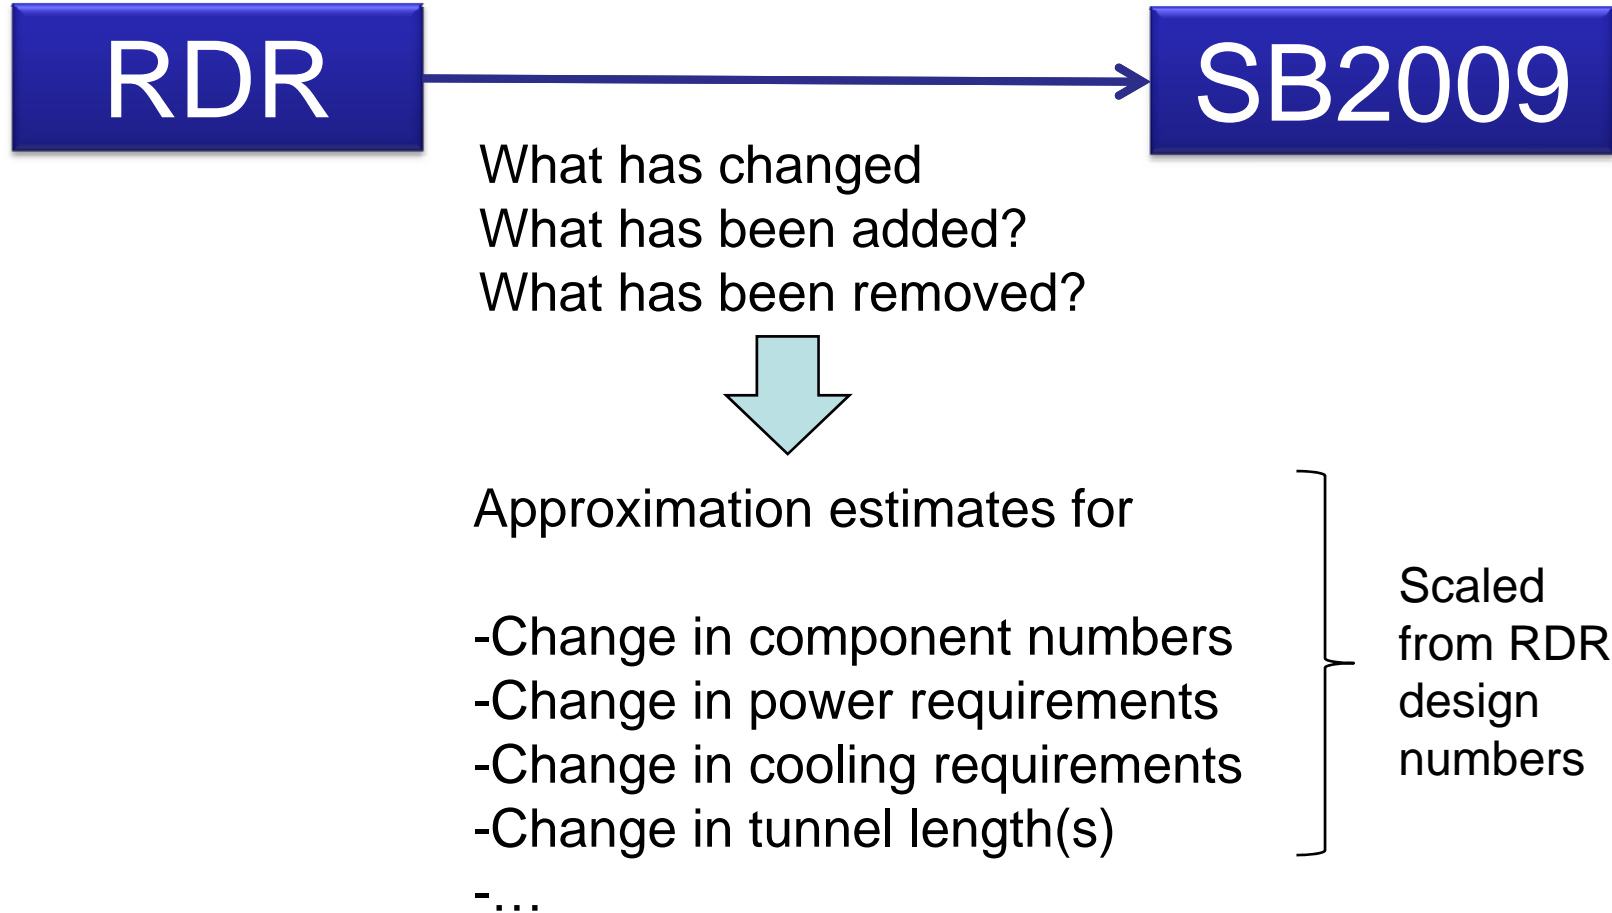 RDR
SB2009
What has changed
What has been added?
What has been removed?
Approximation estimates for
-Change in component numbers
-Change in power requirements
-Change in cooling requirements
-Change in tunnel length(s)
-…
Scaled
from RDR
design
numbers